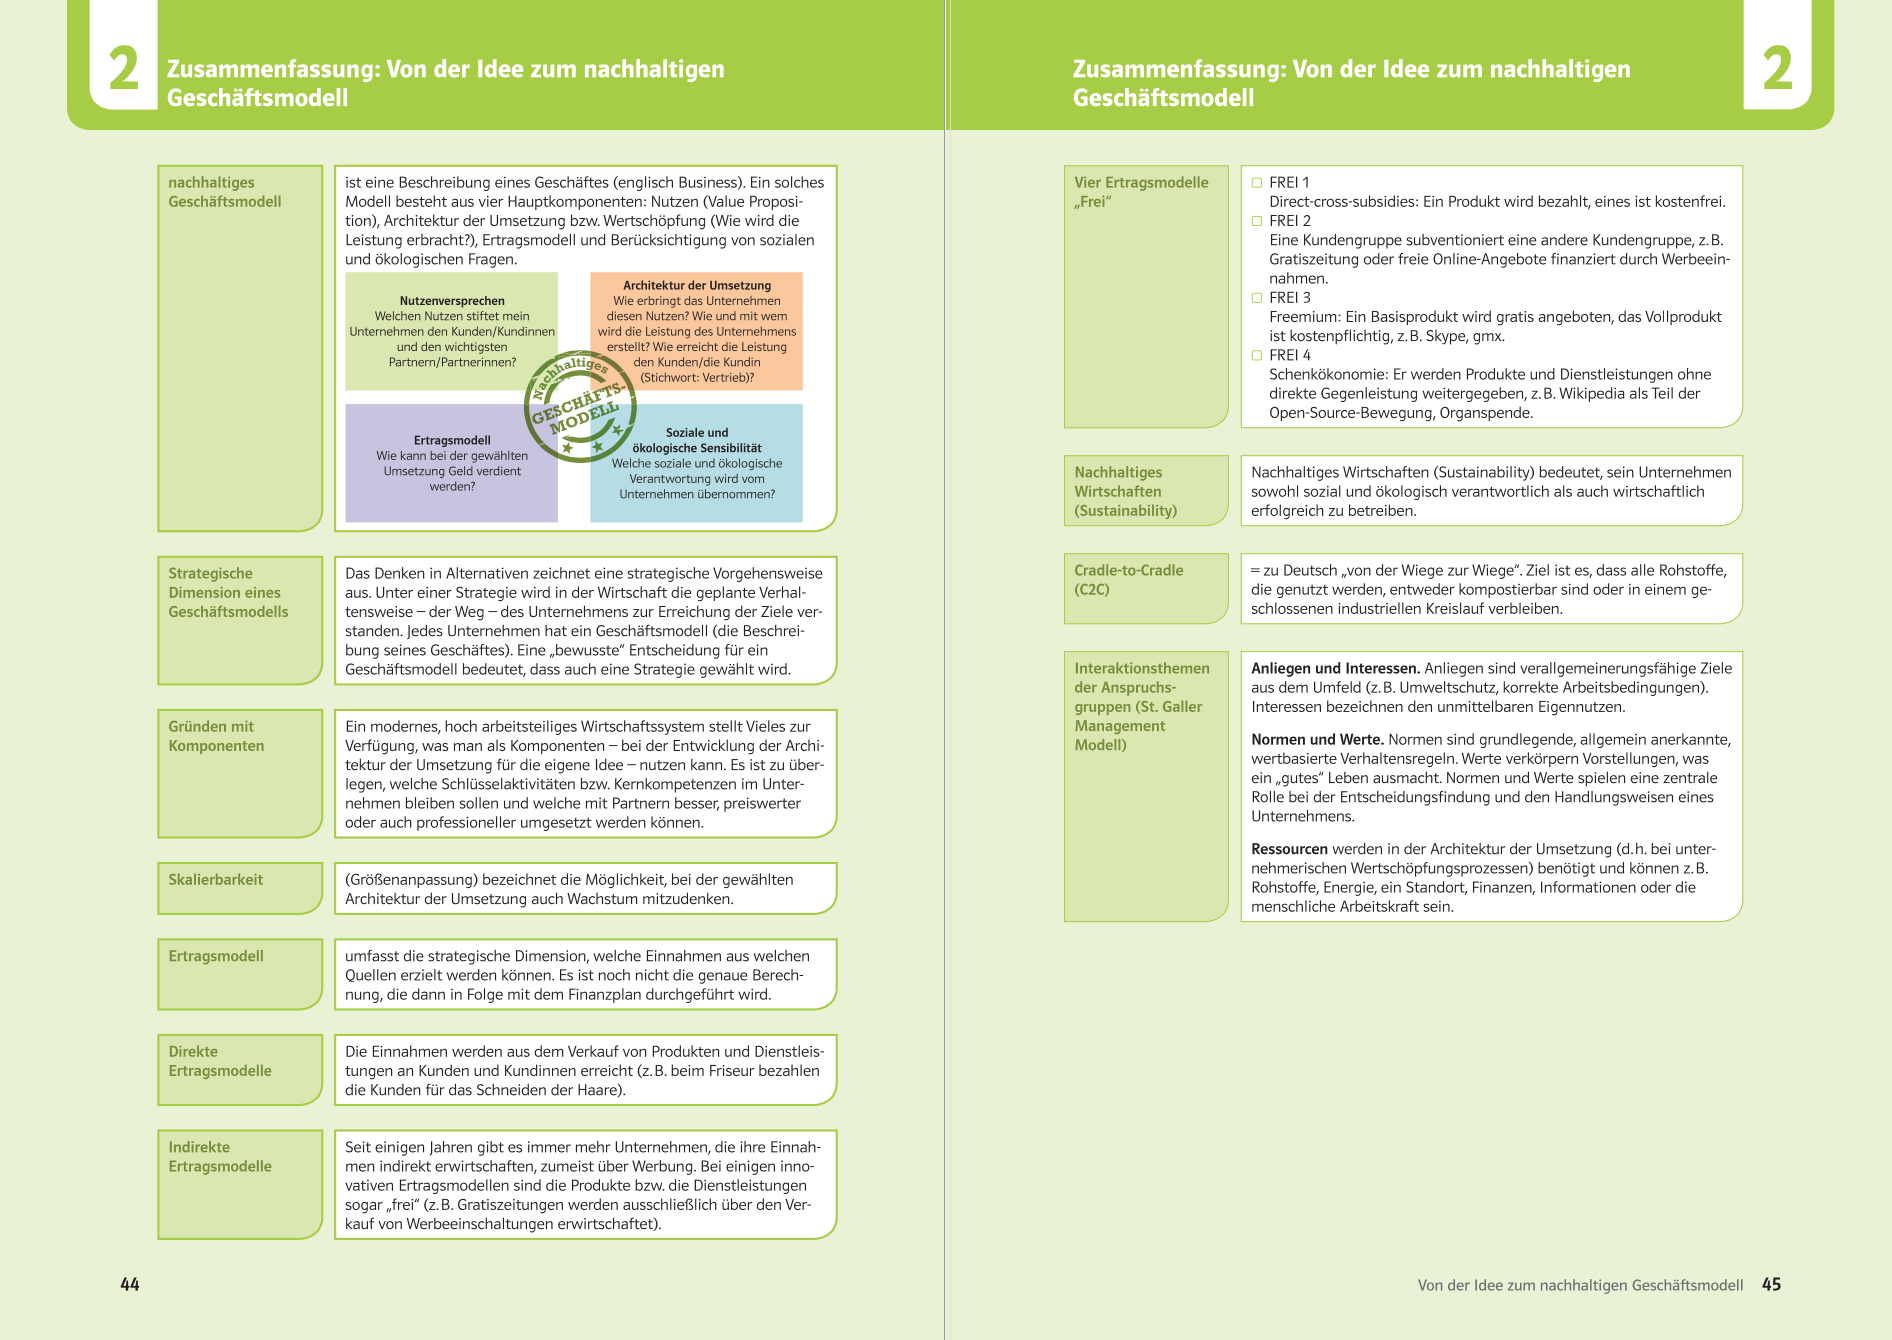 2
Zusammenfassung: Von der Idee zum nachhaltigen
Geschäftsmodell
nachhaltiges
Geschäftsmodell
ist eine Beschreibung eines Geschäftes (englisch Business). Ein solches
Modell besteht aus vier Hauptkomponenten: Nutzen (Value Proposi-
tion), Architektur der Umsetzung bzw. Wertschöpfung (Wie wird die
Leistung erbracht?), Ertragsmodell und Berücksichtigung von sozialen
und ökologischen Fragen.
Nutzenversprechen
Welchen Nutzen stiftet mein
Unternehmen den Kunden/Kundinnen
und den wichtigsten
Partnern/Partnerinnen?
Architektur der Umsetzung
Wie erbringt das Unternehmen
diesen Nutzen? Wie und mit wem
wird die Leistung des Unternehmens
erstellt? Wie erreicht die Leistung
den Kunden/die Kundin
(Stichwort: Vertrieb)?
Nachhaltiges
GESCHÄFTS-
MODELL
Ertragsmodell
Wie kann bei der gewählten
Umsetzung Geld verdient
werden?
Soziale und
ökologische Sensibilität
Welche soziale und ökologische
Verantwortung wird vom
Unternehmen übernommen?
Strategische
Dimension eines
Geschäftsmodells
Das Denken in Alternativen zeichnet eine strategische Vorgehensweise
aus. Unter einer Strategie wird in der Wirtschaft die geplante Verhal-
tensweise – der Weg – des Unternehmens zur Erreichung der Ziele ver-
standen. Jedes Unternehmen hat ein Geschäftsmodell (die Beschrei-
bung seines Geschäftes). Eine „bewusste“ Entscheidung für ein
Geschäftsmodell bedeutet, dass auch eine Strategie gewählt wird.
Gründen mit
Komponenten
Ein modernes, hoch arbeitsteiliges Wirtschaftssystem stellt Vieles zur
Verfügung, was man als Komponenten – bei der Entwicklung der Archi-
tektur der Umsetzung für die eigene Idee – nutzen kann. Es ist zu über-
legen, welche Schlüsselaktivitäten bzw. Kernkompetenzen im Unter-
nehmen bleiben sollen und welche mit Partnern besser, preiswerter
oder auch professioneller umgesetzt werden können.
Skalierbarkeit
(Größenanpassung) bezeichnet die Möglichkeit, bei der gewählten
Architektur der Umsetzung auch Wachstum mitzudenken.
Ertragsmodell
umfasst die strategische Dimension, welche Einnahmen aus welchen
Quellen erzielt werden können. Es ist noch nicht die genaue Berech-
nung, die dann in Folge mit dem Finanzplan durchgeführt wird.
Direkte
Ertragsmodelle
Die Einnahmen werden aus dem Verkauf von Produkten und Dienstleis-
tungen an Kunden und Kundinnen erreicht (z.B. beim Friseur bezahlen
die Kunden für das Schneiden der Haare).
Indirekte
Ertragsmodelle
Seit einigen Jahren gibt es immer mehr Unternehmen, die ihre Einnah-
men indirekt erwirtschaften, zumeist über Werbung. Bei einigen inno-
vativen Ertragsmodellen sind die Produkte bzw. die Dienstleistungen
sogar „frei“ (z.B. Gratiszeitungen werden ausschließlich über den Ver-
kauf von Werbeeinschaltungen erwirtschaftet).
44
Zusammenfassung: Von der Idee zum nachhaltigen
Geschäftsmodell
2
Vier Ertragsmodelle
„Frei“
FREI 1
Direct-cross-subsidies: Ein Produkt wird bezahlt, eines ist kostenfrei.
FREI 2
Eine Kundengruppe subventioniert eine andere Kundengruppe, z.B.
Gratiszeitung oder freie Online-Angebote finanziert durch Werbeein-
nahmen.
FREI 3
Freemium: Ein Basisprodukt wird gratis angeboten, das Vollprodukt
ist kostenpflichtig, z.B. Skype, gmx.
FREI 4
Schenkökonomie: Er werden Produkte und Dienstleistungen ohne
direkte Gegenleistung weitergegeben, z.B. Wikipedia als Teil der
Open-Source-Bewegung, Organspende.
Nachhaltiges
Wirtschaften
(Sustainability)
Nachhaltiges Wirtschaften (Sustainability) bedeutet, sein Unternehmen
sowohl sozial und ökologisch verantwortlich als auch wirtschaftlich
erfolgreich zu betreiben.
Cradle-to-Cradle
(C2C)
= zu Deutsch „von der Wiege zur Wiege“. Ziel ist es, dass alle Rohstoffe,
die genutzt werden, entweder kompostierbar sind oder in einem ge-
schlossenen industriellen Kreislauf verbleiben.
Interaktionsthemen
der Anspruchs-
gruppen (St. Galler
Management
Modell)
Anliegen und Interessen. Anliegen sind verallgemeinerungsfähige Ziele
aus dem Umfeld (z.B. Umweltschutz, korrekte Arbeitsbedingungen).
Interessen bezeichnen den unmittelbaren Eigennutzen.
Normen und Werte. Normen sind grundlegende, allgemein anerkannte,
wertbasierte Verhaltensregeln. Werte verkörpern Vorstellungen, was
ein „gutes“ Leben ausmacht. Normen und Werte spielen eine zentrale
Rolle bei der Entscheidungsfindung und den Handlungsweisen eines
Unternehmens.
Ressourcen werden in der Architektur der Umsetzung (d.h. bei unter-
nehmerischen Wertschöpfungsprozessen) benötigt und können z.B.
Rohstoffe, Energie, ein Standort, Finanzen, Informationen oder die
menschliche Arbeitskraft sein.
Von der Idee zum nachhaltigen Geschäftsmodell 45